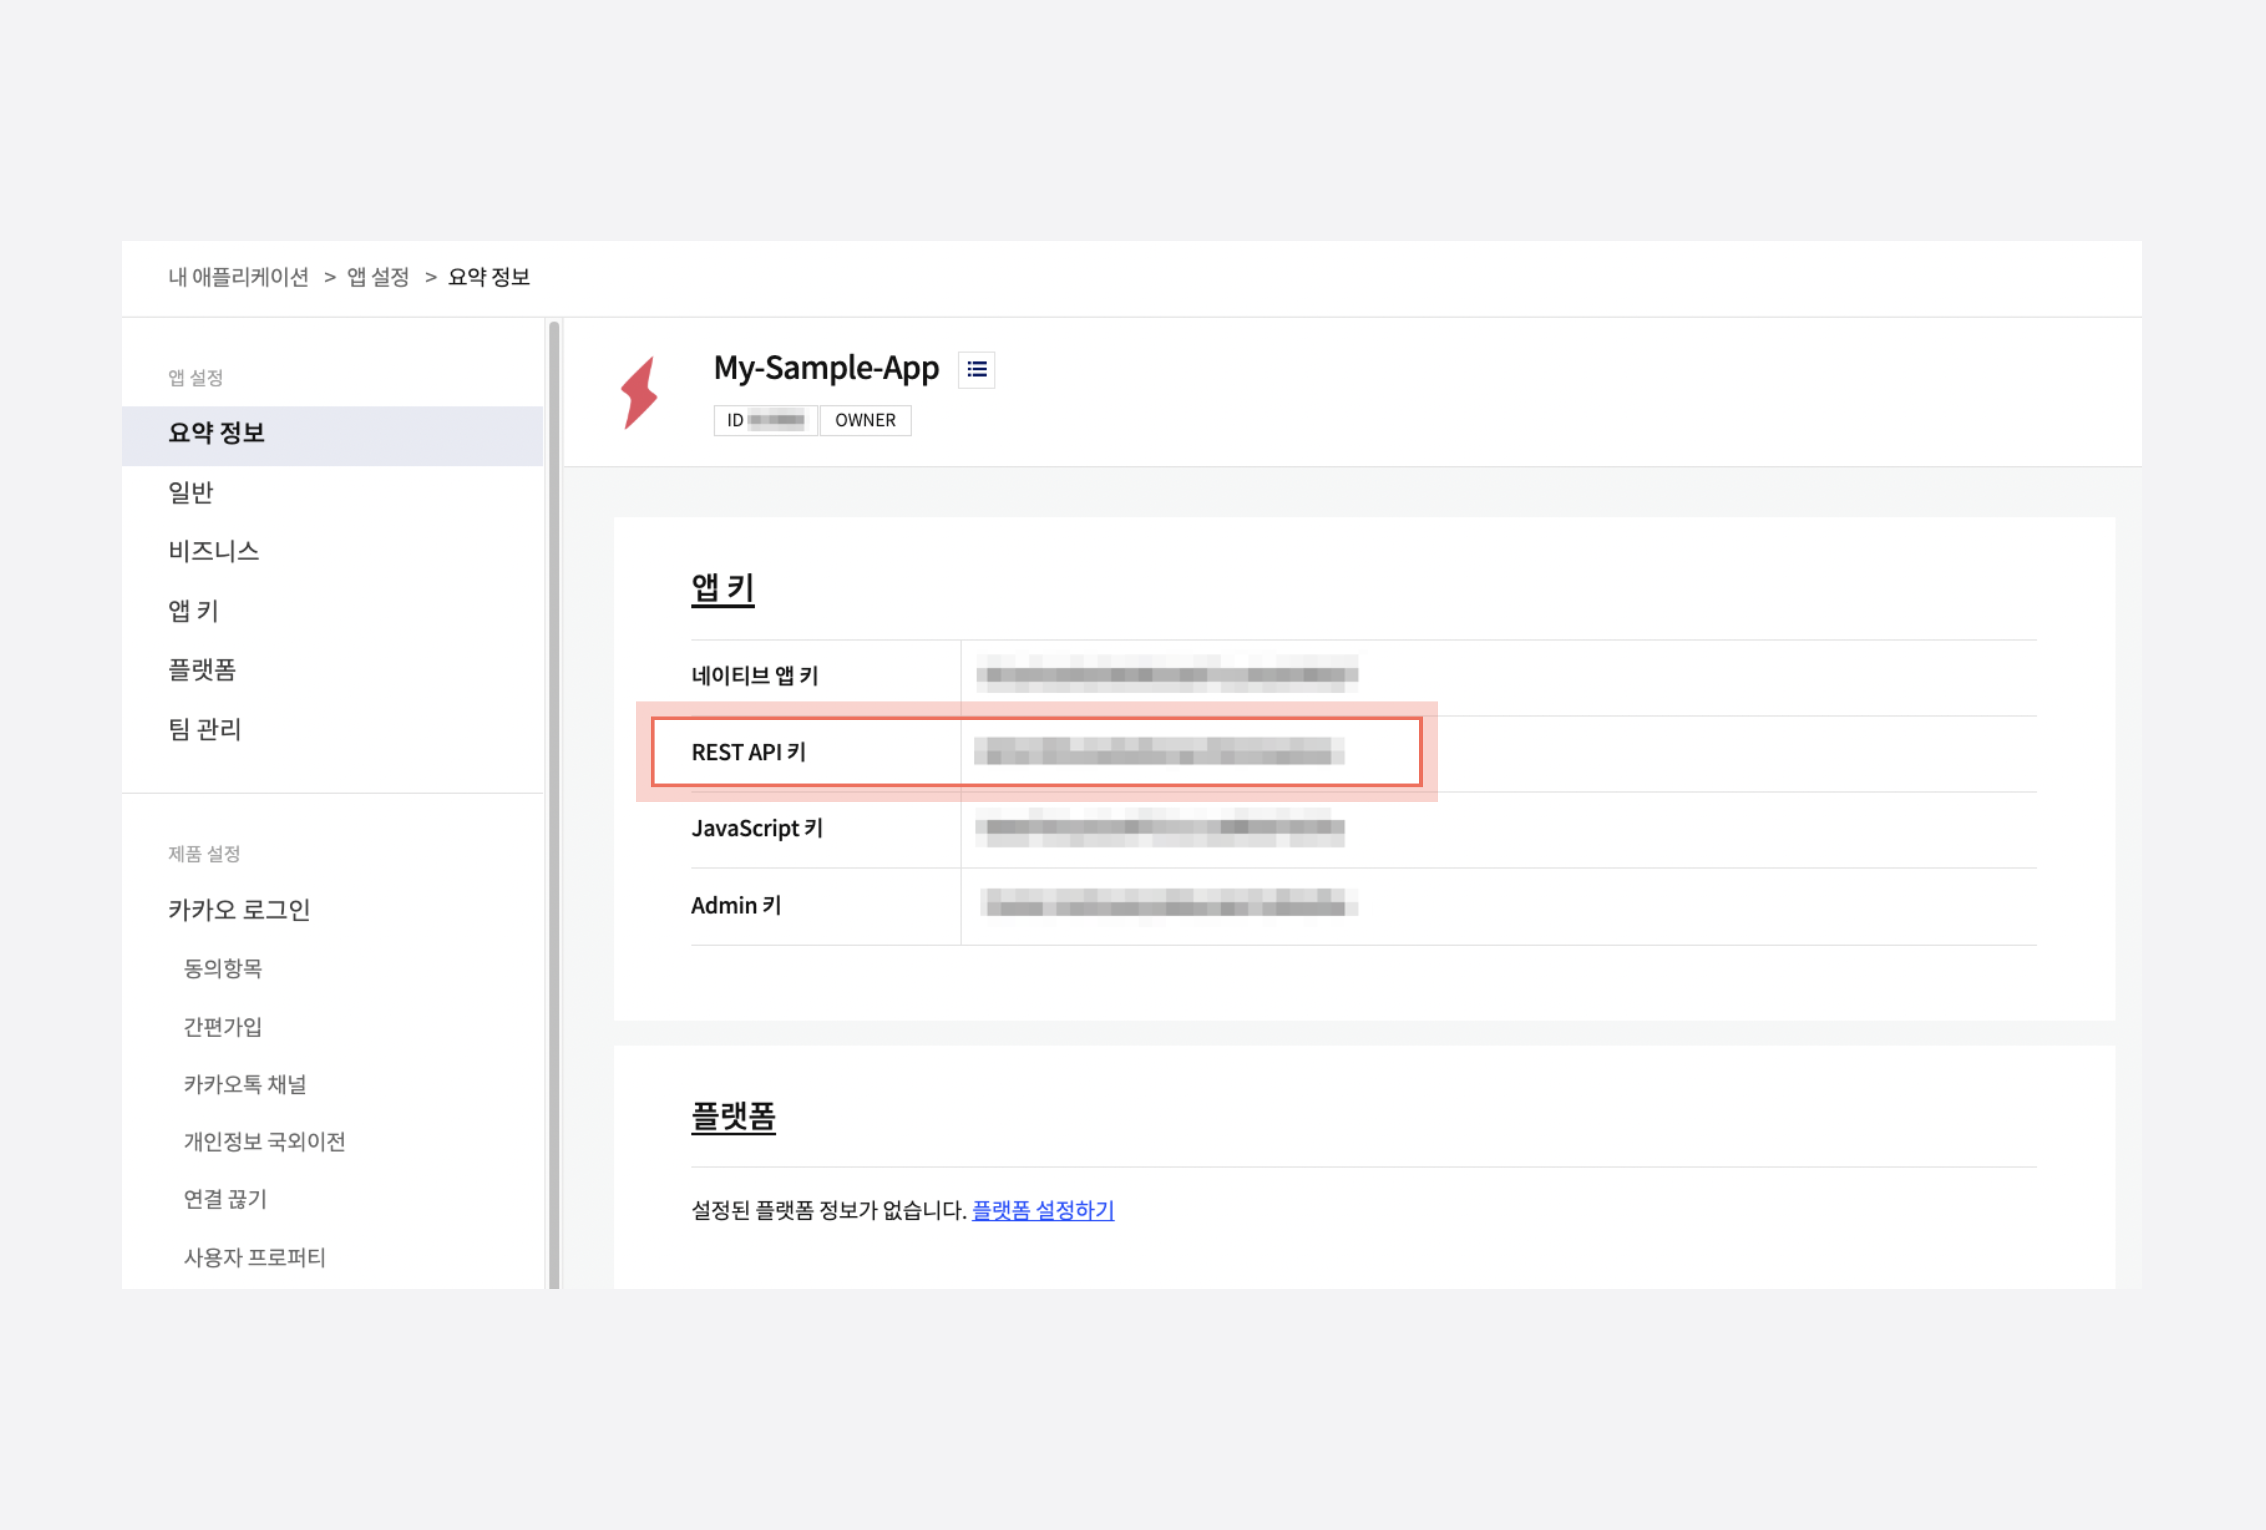 내 애플리케이션 > 앱 설정 > 요약 정보
앱 설정
요약 정보
일반
비즈니스
앱 키
플랫폼
팀 관리
제품 설정
카카오 로그인
동의항목
간편가입
카카오톡 채널
개인정보 국외이전
연결 끊기
사용자 프로퍼티
My-Sample-App
ID
OWNER
앱 키
네이티브 앱 키
REST API 키
JavaScript 키
Admin 키
플랫폼
설정된 플랫폼 정보가 없습니다. 플랫폼 설정하기